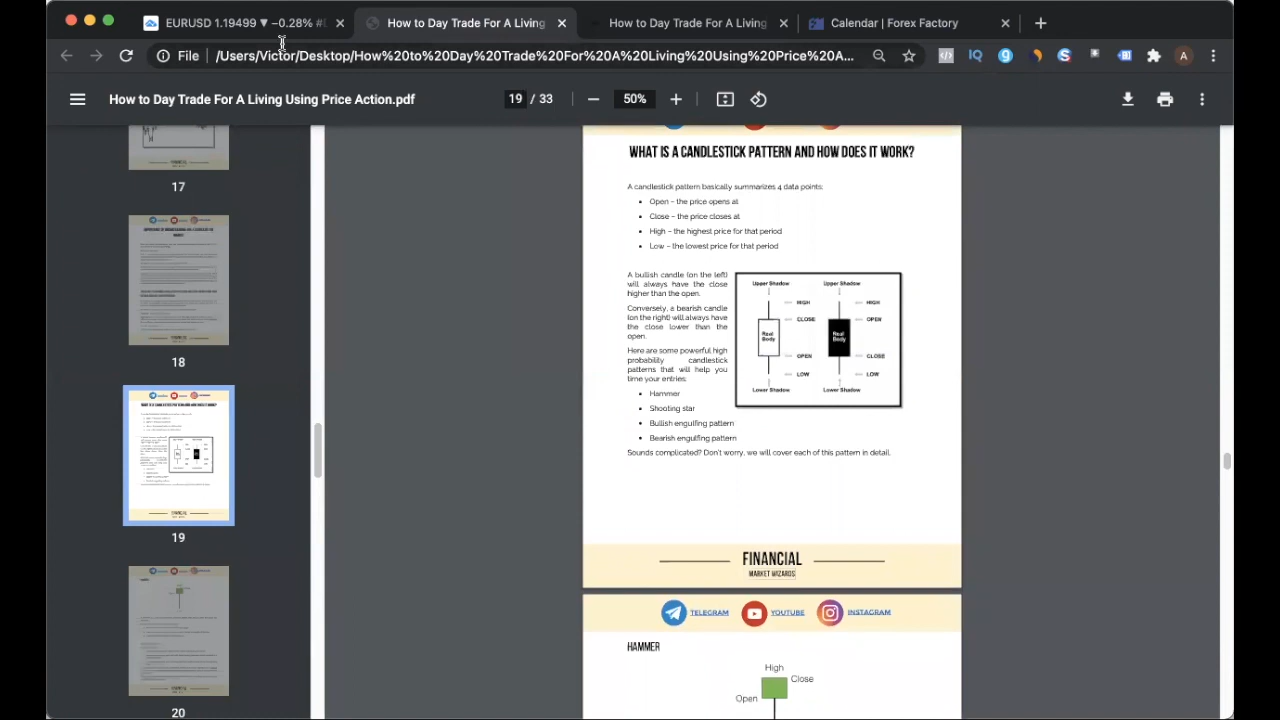 EURUSD 1.19499 ▼ −0.28%
How to Day Trade For A Living
How to Day Trade For A Living
Calendar | Forex Factory
File
/Users/Victor/Desktop/How%20to%20Day%20Trade%20For%20A%20Living%20Using%20Price%20A...
A
How to Day Trade For A Living Using Price Action.pdf
19 / 33
50%
17
18
19
20
WHAT IS A CANDLESTICK PATTERN AND HOW DOES IT WORK?
A candlestick pattern basically summarizes 4 data points:
• Open – the price opens at
• Close – the price closes at
• High – the highest price for that period
• Low – the lowest price for that period
A bullish candle (on the left)
will always have the close
higher than the open.
Conversely, a bearish candle
(on the right) will always have
the close lower than the
open.
Here are some powerful high
probability candlestick
patterns that will help you
time your entries:
Upper Shadow Upper Shadow
HIGH HIGH
CLOSE OPEN
Real Body Real Body
OPEN CLOSE
LOW LOW
Lower Shadow Lower Shadow
• Hammer
• Shooting star
• Bullish engulfing pattern
• Bearish engulfing pattern
Sounds complicated? Don't worry, we will cover each of this pattern in detail.
FINANCIAL
MARKET WIZARDS
TELEGRAM YOUTUBE INSTAGRAM
HAMMER
High
Close
Open